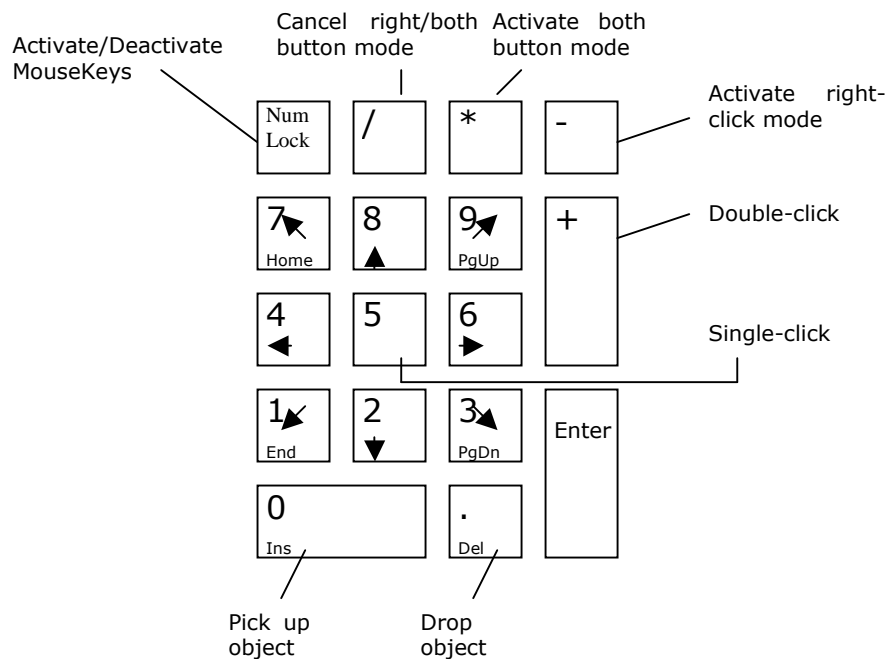 Cancel right/both
button mode
Activate both
button mode
Activate/Deactivate
MouseKeys
Activate right-
click mode
Num
Lock
/
*
-
7
Home
8
9
PgUp
+
Double-click
4
5
6
Single-click
1
End
2
3
PgDn
Enter
0
Ins
.
Del
Pick up
object
Drop
object